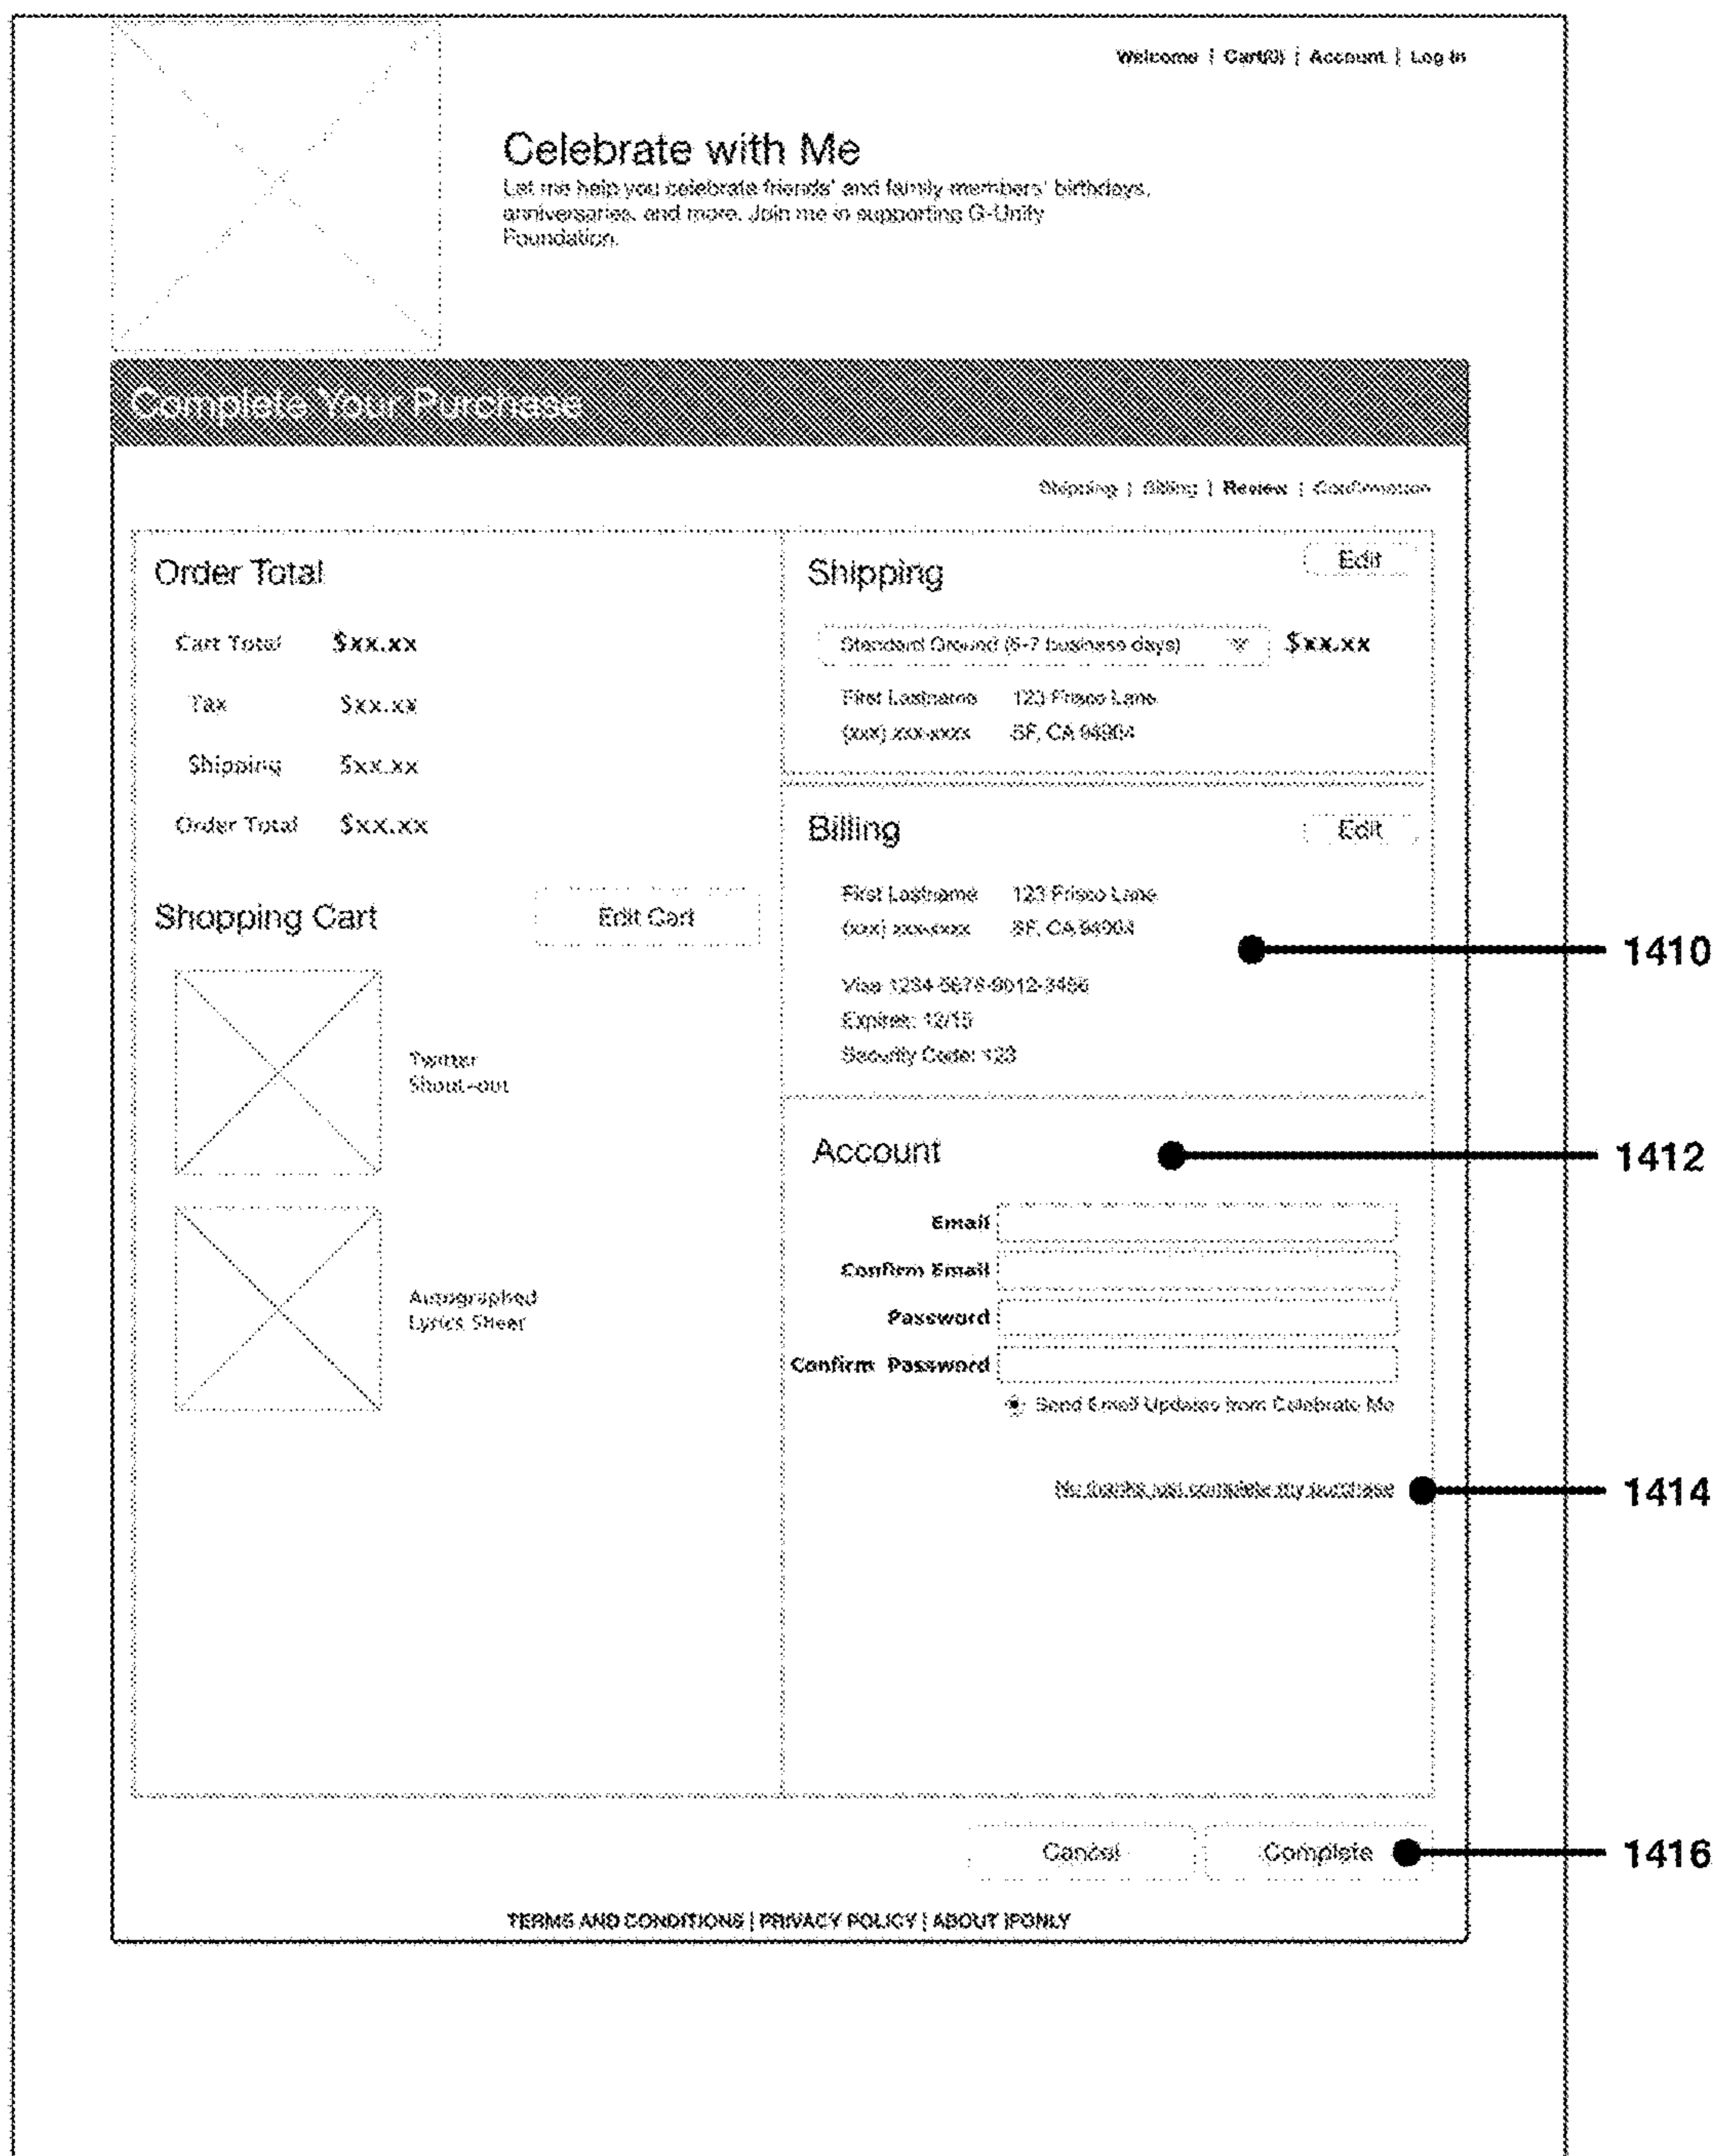 Welcome | Cart(0) | Account | Log In
Celebrate with Me
Let me help you celebrate friends' and family members' birthdays,
anniversaries, and more. Join me in supporting G-Unity
Foundation.
Complete Your Purchase
Shipping | Billing | Review | Confirmation
Order Total
Cart Total $xx.xx
Tax $xx.xx
Shipping $xx.xx
Order Total $xx.xx
Shopping Cart
Edit Cart
Twitter
Shout-out
Autographed
Lyrics Sheet
Shipping
Edit
Standard Ground (5-7 business days) $xx.xx
First Lastname 123 Frisco Lane
(xxx) xxx-xxxx SF, CA
Billing
Edit
First Lastname 123 Frisco Lane
(xxx) xxx-xxxx SF, CA
1410
Visa 1234-5678-9012-3456
Expires: 12/15
Security Code: 123
Account
1412
Email
Confirm Email
Password
Confirm Password
Send Email Updates from Celebrate Me
No thanks, just complete my purchase
1414
Cancel
Complete
1416
TERMS AND CONDITIONS | PRIVACY POLICY | ABOUT IFONLY